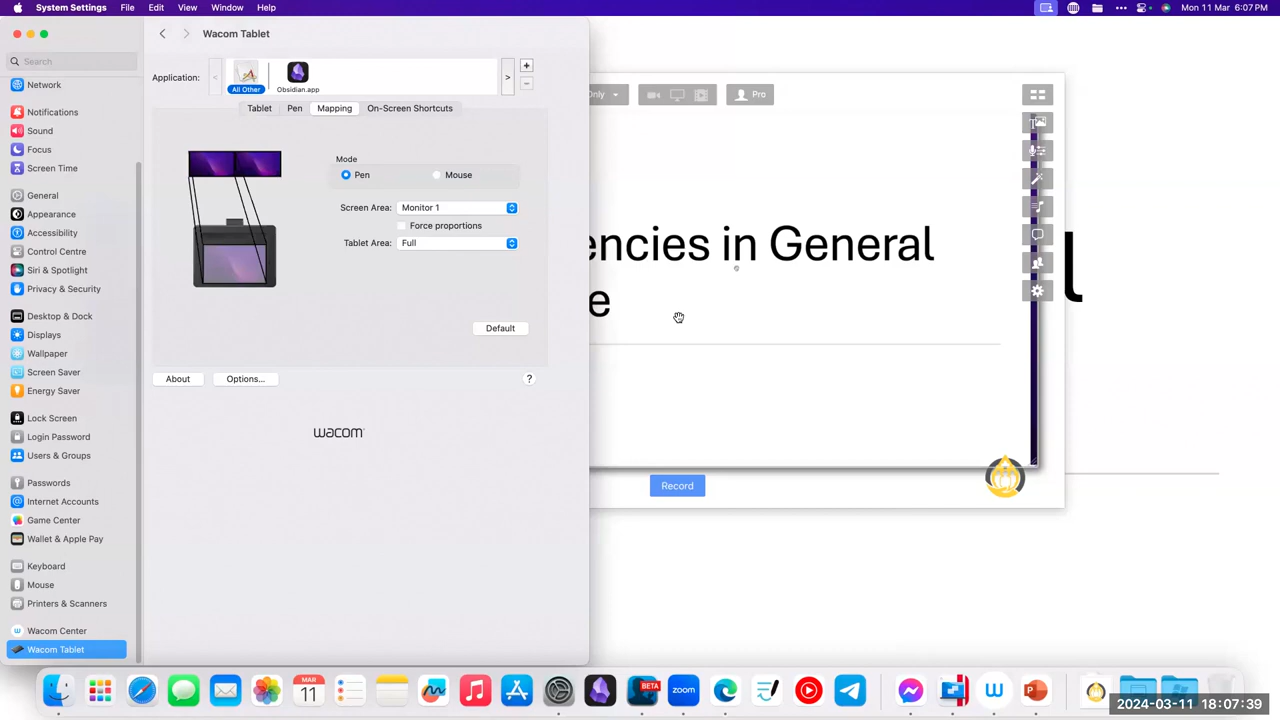 System Settings File Edit View Window Help Mon 11 Mar 6:07 PM
Wacom Tablet
Search
Application: < All Other Obsidian.app > + −
Tablet Pen Mapping On-Screen Shortcuts
Mode
Pen Mouse
Screen Area: Monitor 1
Force proportions
Tablet Area: Full
Default
About Options... ?
wacom
Network
Notifications
Sound
Focus
Screen Time
General
Appearance
Accessibility
Control Centre
Siri & Spotlight
Privacy & Security
Desktop & Dock
Displays
Wallpaper
Screen Saver
Energy Saver
Lock Screen
Login Password
Users & Groups
Passwords
Internet Accounts
Game Center
Wallet & Apple Pay
Keyboard
Mouse
Printers & Scanners
Wacom Center
Wacom Tablet
Only Pro
encies in General
e
l
Record
MAR
11
BETA
zoom
2024-03-11 18:07:39